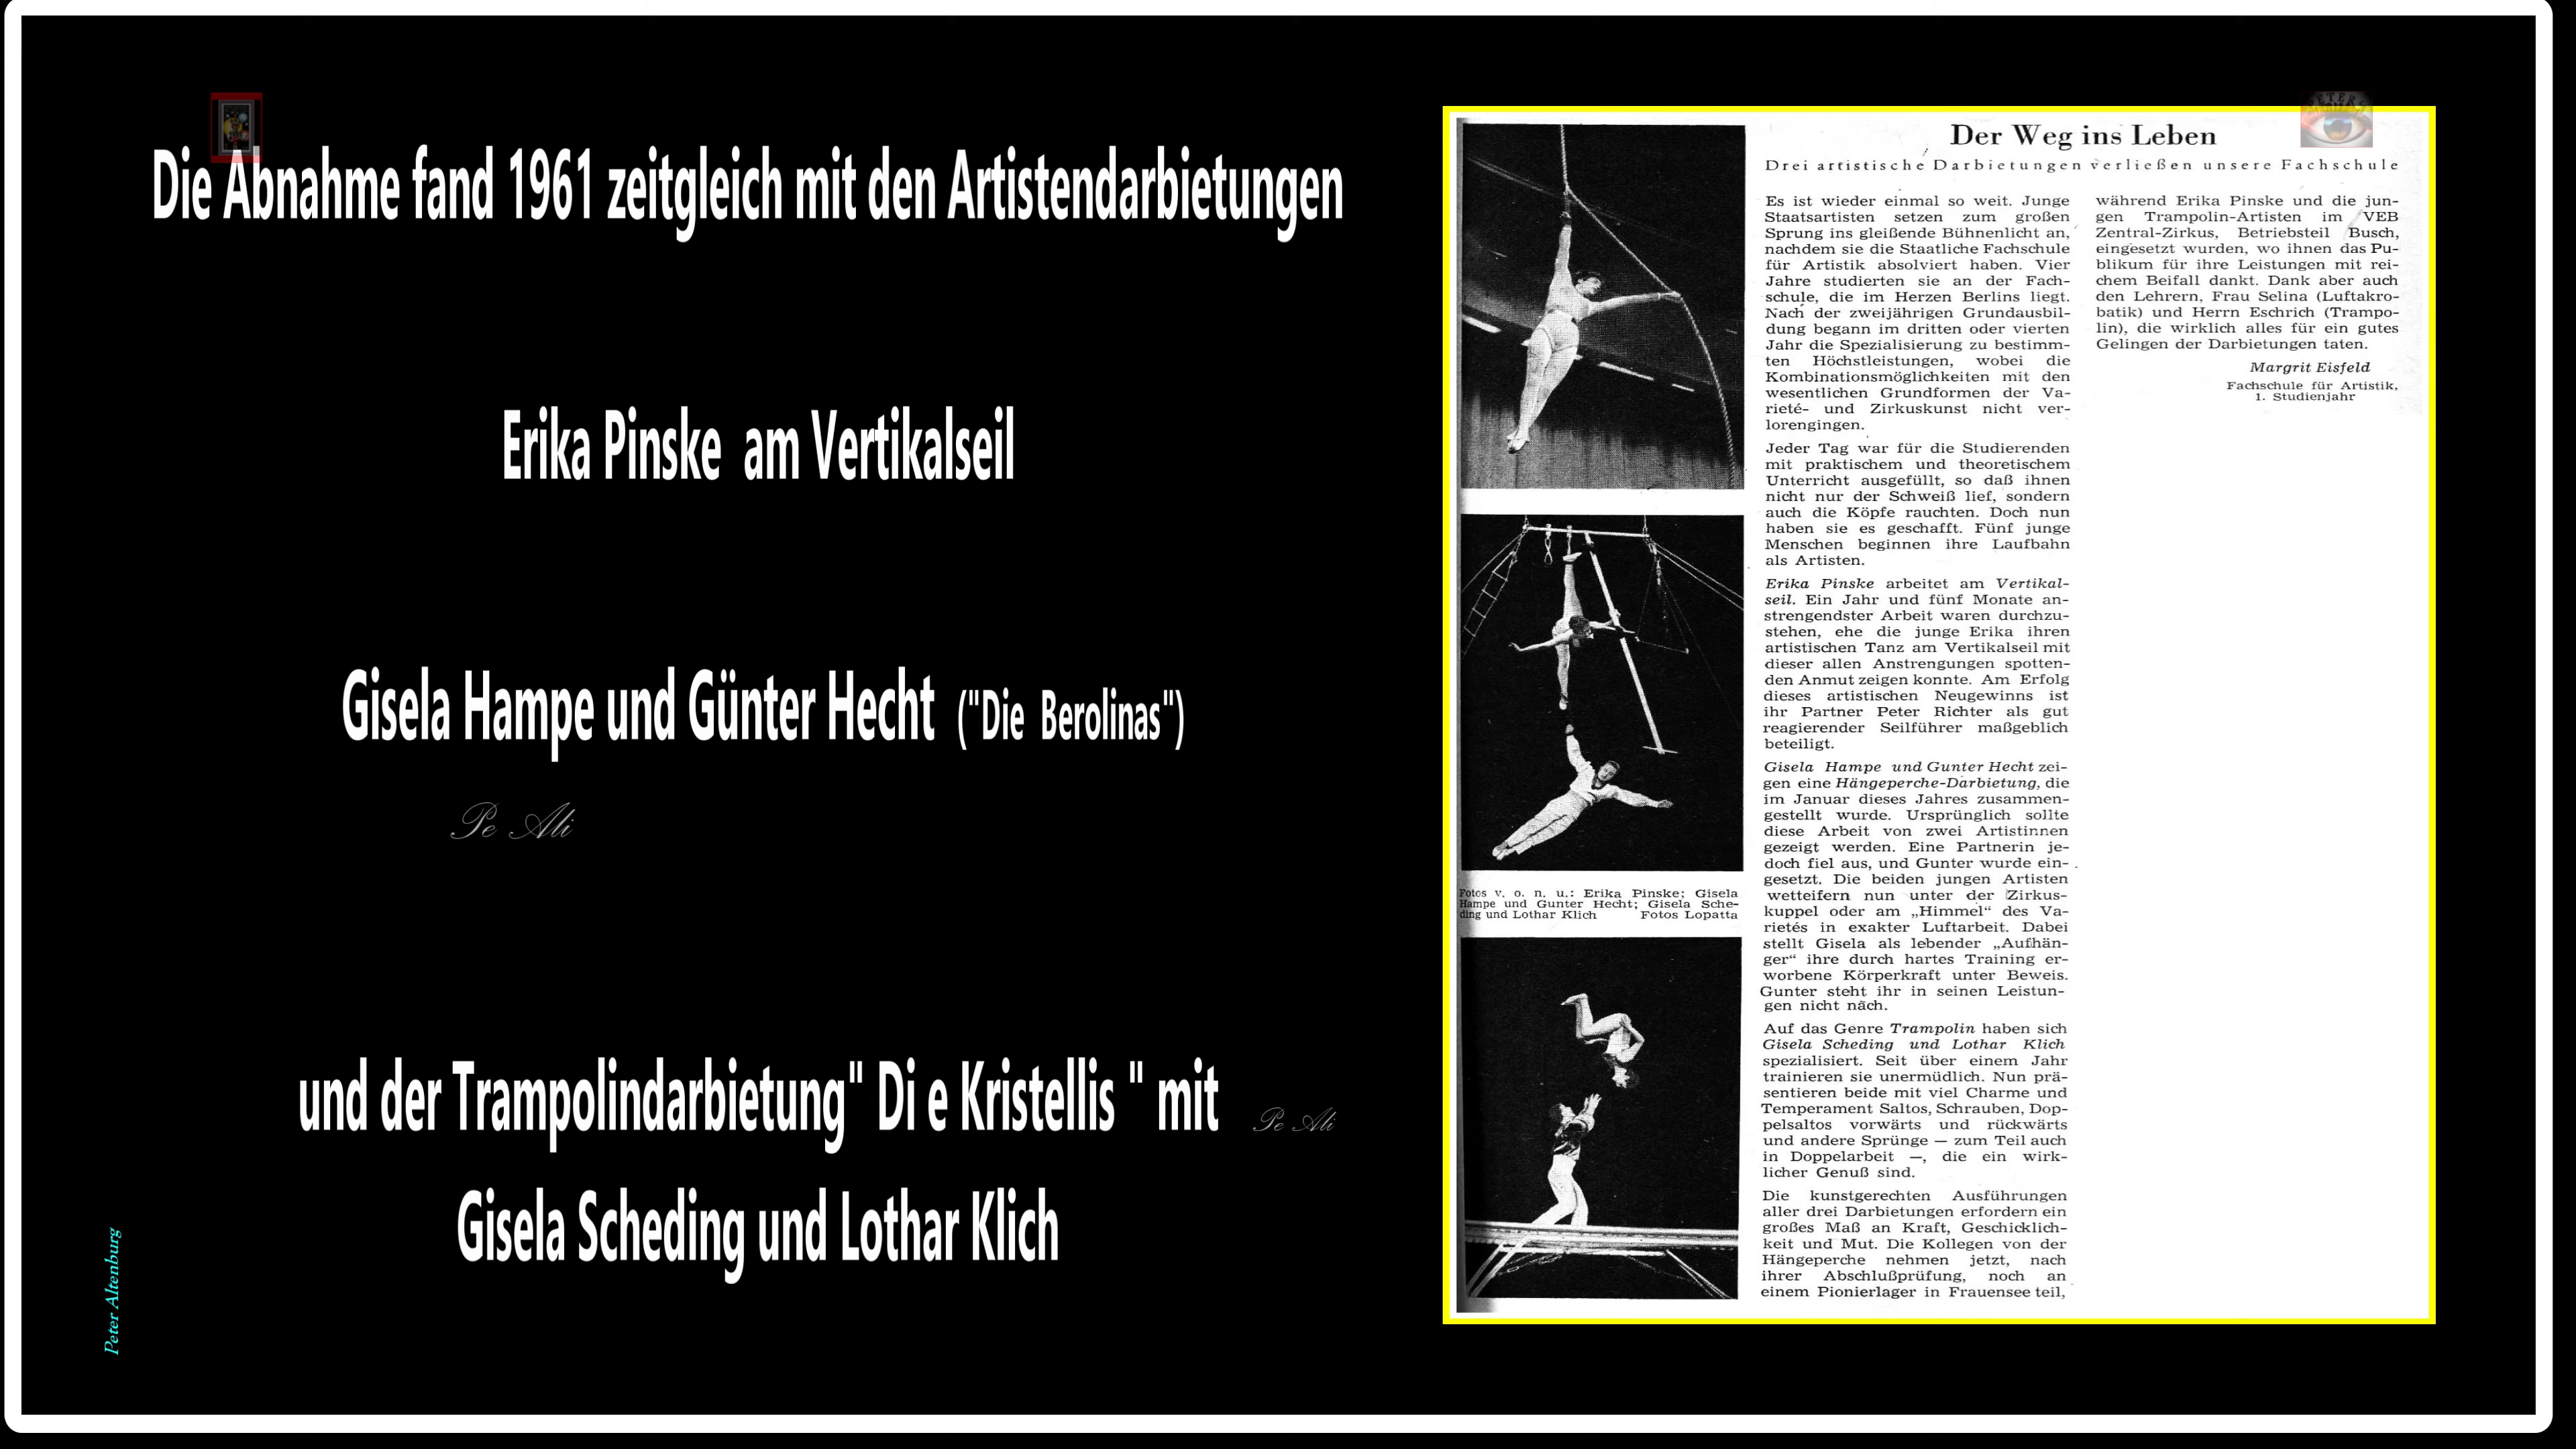 Die Abnahme fand 1961 zeitgleich mit den Artistendarbietungen
Erika Pinske am Vertikalseil
Gisela Hampe und Günter Hecht ("Die Berolinas")
Pe Ali
und der Trampolindarbietung" Di e Kristellis " mit
Pe Ali
Gisela Scheding und Lothar Klich
Peter Altenburg
Der Weg ins Leben
Drei artistische Darbietungen verließen unsere Fachschule
Es ist wieder einmal so weit. Junge
Staatsartisten setzen zum großen
Sprung ins gleißende Bühnenlicht an,
nachdem sie die Staatliche Fachschule
für Artistik absolviert haben. Vier
Jahre studierten sie an der Fach-
schule, die im Herzen Berlins liegt.
Nach der zweijährigen Grundausbil-
dung begann im dritten oder vierten
Jahr die Spezialisierung zu bestimm-
ten Höchstleistungen, wobei die
Kombinationsmöglichkeiten mit den
wesentlichen Grundformen der Va-
rieté- und Zirkuskunst nicht ver-
lorengingen.
Jeder Tag war für die Studierenden
mit praktischem und theoretischem
Unterricht ausgefüllt, so daß ihnen
nicht nur der Schweiß lief, sondern
auch die Köpfe rauchten. Doch nun
haben sie es geschafft. Fünf junge
Menschen beginnen ihre Laufbahn
als Artisten.
Erika Pinske arbeitet am Vertikal-
seil. Ein Jahr und fünf Monate an-
strengendster Arbeit waren durchzu-
stehen, ehe die junge Erika ihren
artistischen Tanz am Vertikalseil mit
dieser allen Anstrengungen spotten-
den Anmut zeigen konnte. Am Erfolg
dieses artistischen Neugewinns ist
ihr Partner Peter Richter als gut
reagierender Seilführer maßgeblich
beteiligt.
Gisela Hampe und Gunter Hecht zei-
gen eine Hängeperche-Darbietung, die
im Januar dieses Jahres zusammen-
gestellt wurde. Ursprünglich sollte
diese Arbeit von zwei Artistinnen
gezeigt werden. Eine Partnerin je-
doch fiel aus, und Gunter wurde ein-
gesetzt. Die beiden jungen Artisten
wetteifern nun unter der Zirkus-
kuppel oder am „Himmel“ des Va-
rietés in exakter Luftarbeit. Dabei
stellt Gisela als lebender „Aufhän-
ger“ ihre durch hartes Training er-
worbene Körperkraft unter Beweis.
Gunter steht ihr in seinen Leistun-
gen nicht nach.
Auf das Genre Trampolin haben sich
Gisela Scheding und Lothar Klich
spezialisiert. Seit über einem Jahr
trainieren sie unermüdlich. Nun prä-
sentieren beide mit viel Charme und
Temperament Saltos, Schrauben, Dop-
pelsaltos vorwärts und rückwärts
und andere Sprünge — zum Teil auch
in Doppelarbeit —, die ein wirk-
licher Genuß sind.
Die kunstgerechten Ausführungen
aller drei Darbietungen erfordern ein
großes Maß an Kraft, Geschicklich-
keit und Mut. Die Kollegen von der
Hängeperche nehmen jetzt, nach
ihrer Abschlußprüfung, noch an
einem Pionierlager in Frauensee teil,
während Erika Pinske und die jun-
gen Trampolin-Artisten im VEB
Zentral-Zirkus, Betriebsteil Busch,
eingesetzt wurden, wo ihnen das Pu-
blikum für ihre Leistungen mit rei-
chem Beifall dankt. Dank aber auch
den Lehrern, Frau Selina (Luftakro-
batik) und Herrn Eschrich (Trampo-
lin), die wirklich alles für ein gutes
Gelingen der Darbietungen taten.
Margrit Eisfeld
Fachschule für Artistik,
1. Studienjahr
Fotos v. o. n. u.: Erika Pinske; Gisela
Hampe und Gunter Hecht; Gisela Sche-
ding und Lothar Klich Fotos Lopatta
PETER